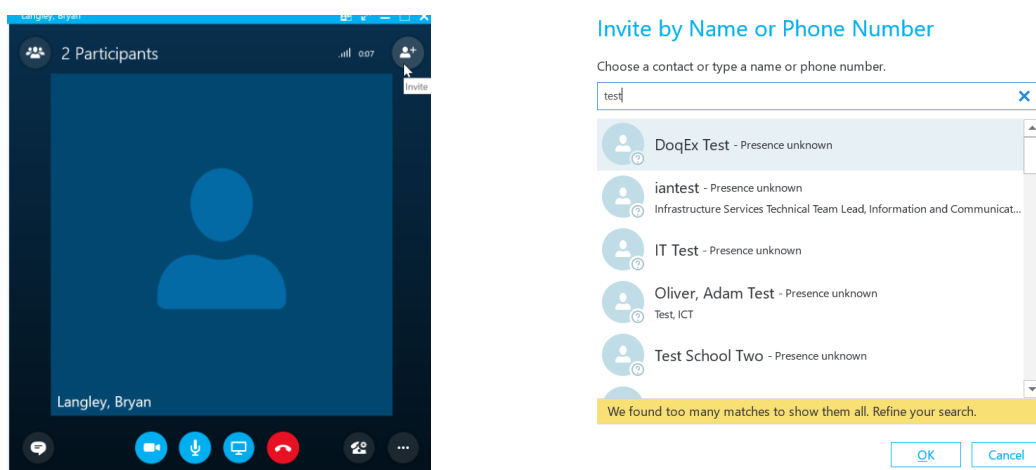 Langley, Bryan
2 Participants
0:07
Invite
Langley, Bryan
Invite by Name or Phone Number
Choose a contact or type a name or phone number.
test
DoqEx Test - Presence unknown
iantest - Presence unknown
Infrastructure Services Technical Team Lead, Information and Communicat...
IT Test - Presence unknown
Oliver, Adam Test - Presence unknown
Test, ICT
Test School Two - Presence unknown
We found too many matches to show them all. Refine your search.
OK
Cancel